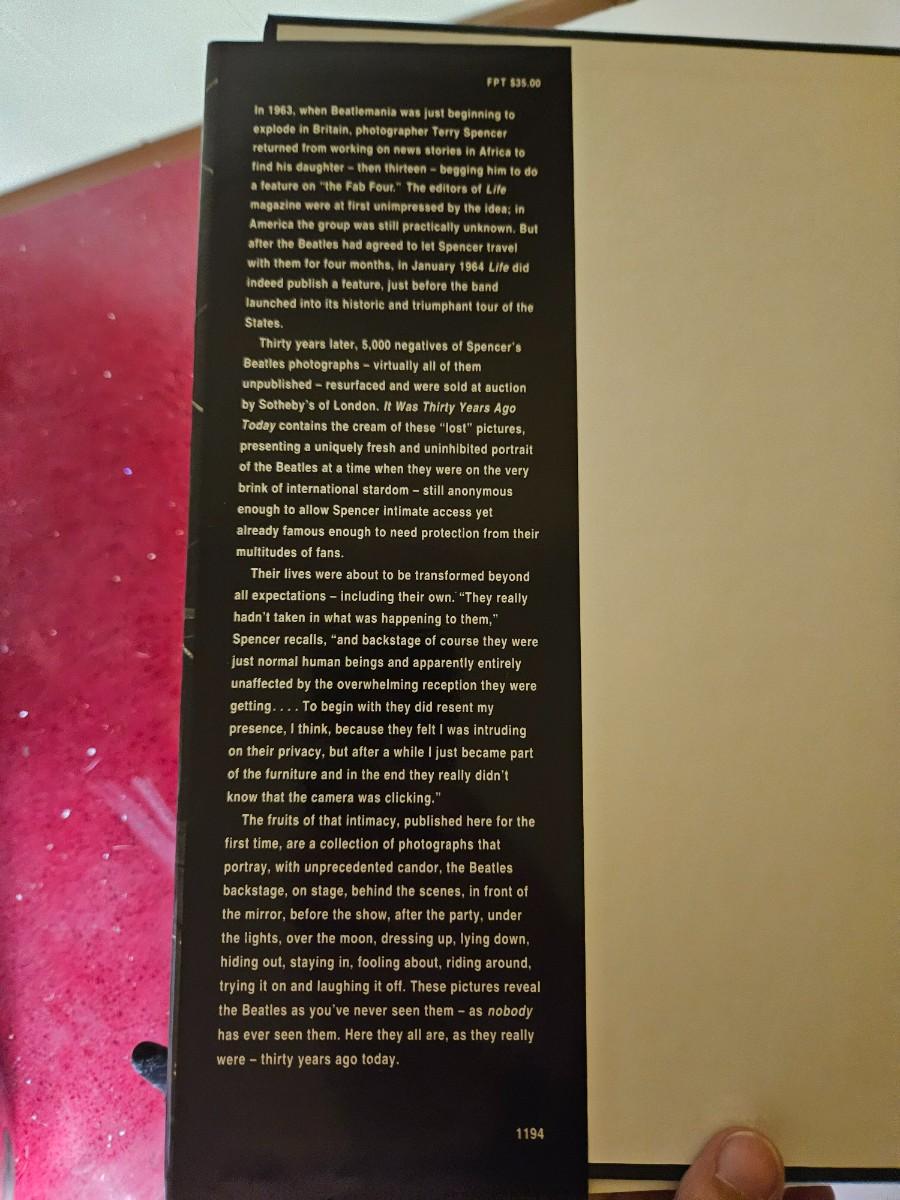 FPT $35.00
In 1963, when Beatlemania was just beginning to
explode in Britain, photographer Terry Spencer
returned from working on news stories in Africa to
find his daughter – then thirteen – begging him to do
a feature on "the Fab Four." The editors of Life
magazine were at first unimpressed by the idea; in
America the group was still practically unknown. But
after the Beatles had agreed to let Spencer travel
with them for four months, in January 1964 Life did
indeed publish a feature, just before the band
launched into its historic and triumphant tour of the
States.
Thirty years later, 5,000 negatives of Spencer's
Beatles photographs – virtually all of them
unpublished – resurfaced and were sold at auction
by Sotheby's of London. It Was Thirty Years Ago
Today contains the cream of these "lost" pictures,
presenting a uniquely fresh and uninhibited portrait
of the Beatles at a time when they were on the very
brink of international stardom – still anonymous
enough to allow Spencer intimate access yet
already famous enough to need protection from their
multitudes of fans.
Their lives were about to be transformed beyond
all expectations – including their own. "They really
hadn't taken in what was happening to them,"
Spencer recalls, "and backstage of course they were
just normal human beings and apparently entirely
unaffected by the overwhelming reception they were
getting. . . . To begin with they did resent my
presence, I think, because they felt I was intruding
on their privacy, but after a while I just became part
of the furniture and in the end they really didn't
know that the camera was clicking."
The fruits of that intimacy, published here for the
first time, are a collection of photographs that
portray, with unprecedented candor, the Beatles
backstage, on stage, behind the scenes, in front of
the mirror, before the show, after the party, under
the lights, over the moon, dressing up, lying down,
hiding out, staying in, fooling about, riding around,
trying it on and laughing it off. These pictures reveal
the Beatles as you've never seen them – as nobody
has ever seen them. Here they all are, as they really
were – thirty years ago today.
1194